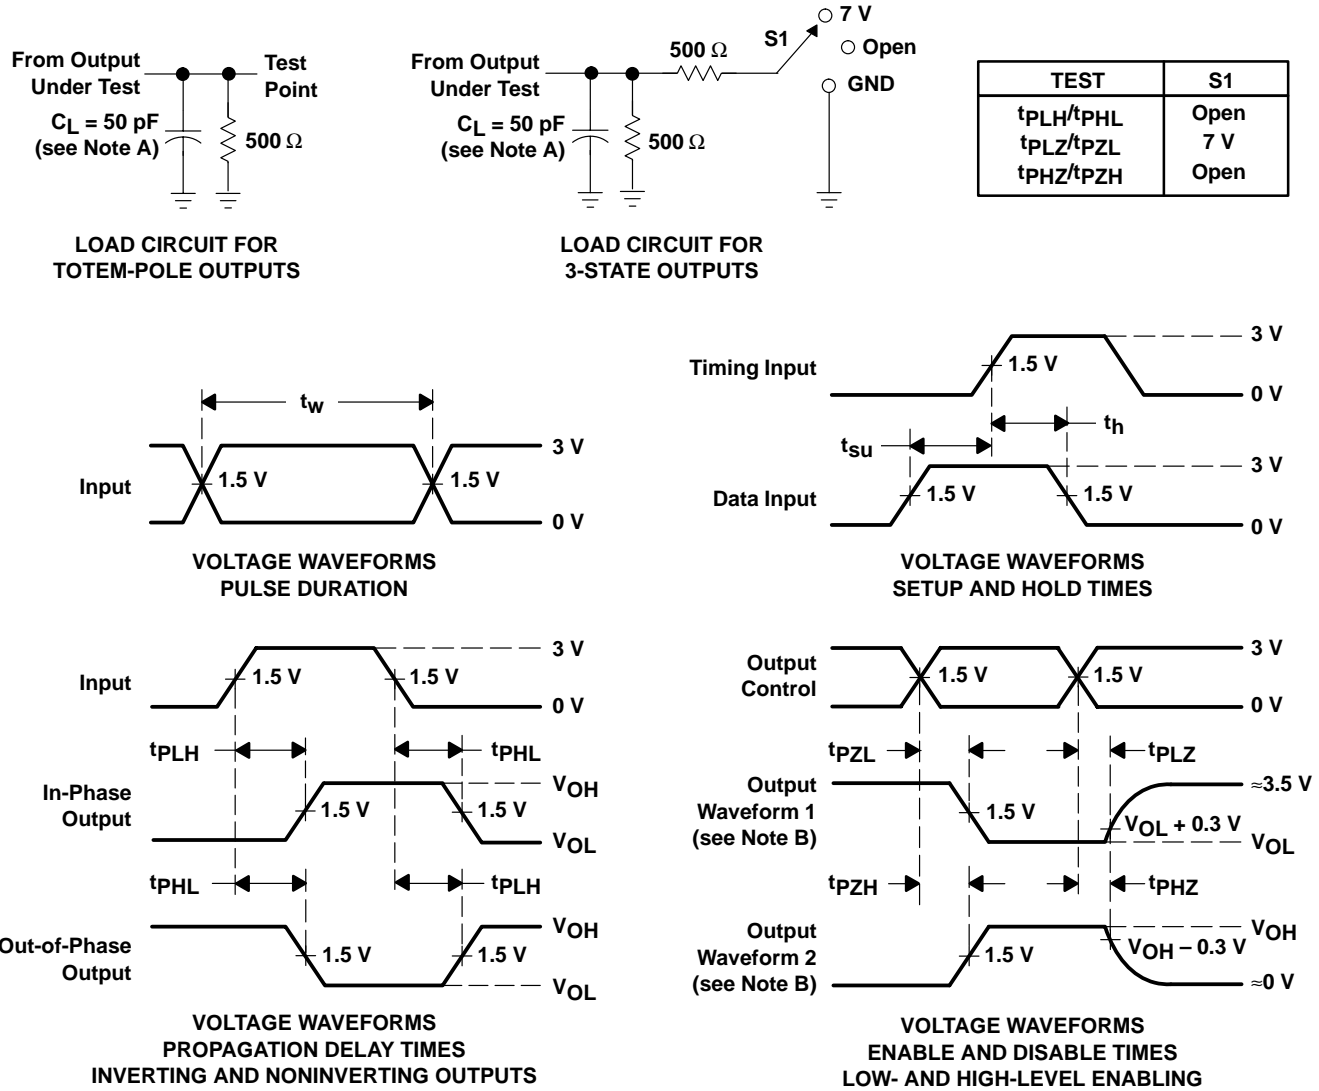 From Output
Under Test
Test
Point
CL = 50 pF
(see Note A)
500 Ω
LOAD CIRCUIT FOR
TOTEM-POLE OUTPUTS
From Output
Under Test
500 Ω
S1
7 V
Open
GND
CL = 50 pF
(see Note A)
500 Ω
LOAD CIRCUIT FOR
3-STATE OUTPUTS
TEST S1
tPLH/tPHL Open
tPLZ/tPZL 7 V
tPHZ/tPZH Open
tw
Input
1.5 V
1.5 V
3 V
0 V
VOLTAGE WAVEFORMS
PULSE DURATION
Timing Input
1.5 V
3 V
0 V
tsu
th
Data Input
1.5 V
1.5 V
3 V
0 V
VOLTAGE WAVEFORMS
SETUP AND HOLD TIMES
Input
1.5 V
1.5 V
3 V
0 V
tPLH
tPHL
In-Phase
Output
1.5 V
1.5 V
VOH
VOL
tPHL
tPLH
Out-of-Phase
Output
1.5 V
1.5 V
VOH
VOL
VOLTAGE WAVEFORMS
PROPAGATION DELAY TIMES
INVERTING AND NONINVERTING OUTPUTS
Output
Control
1.5 V
1.5 V
3 V
0 V
tPZL
tPLZ
Output
Waveform 1
(see Note B)
1.5 V
≈3.5 V
VOL + 0.3 V
VOL
tPZH
tPHZ
Output
Waveform 2
(see Note B)
1.5 V
VOH
VOH – 0.3 V
≈0 V
VOLTAGE WAVEFORMS
ENABLE AND DISABLE TIMES
LOW- AND HIGH-LEVEL ENABLING